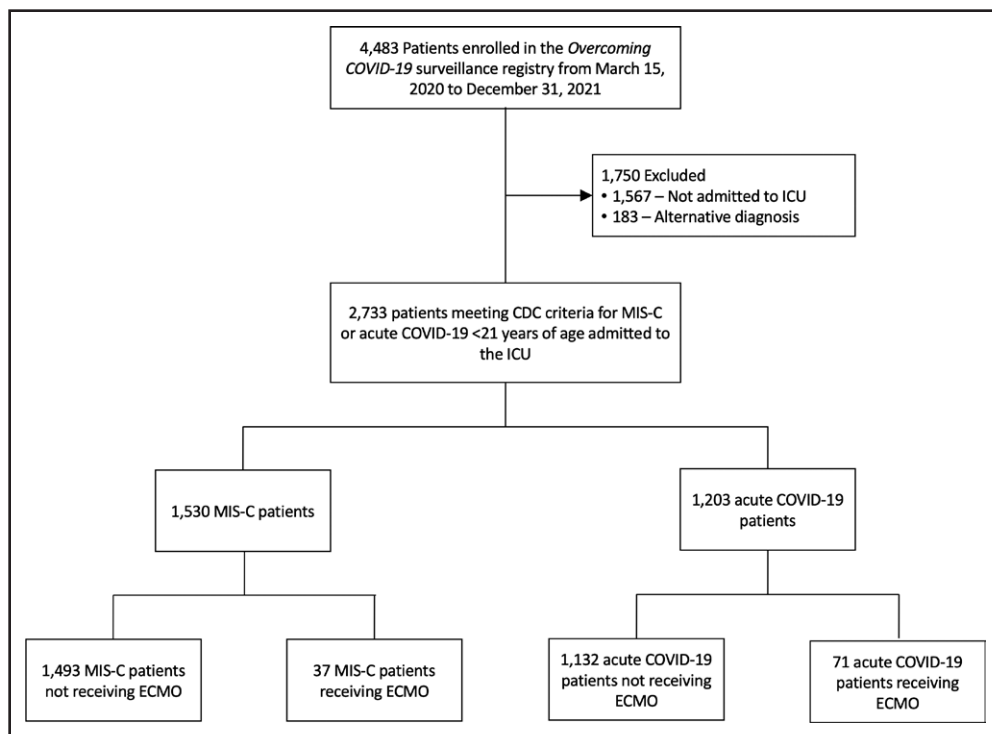 4,483 Patients enrolled in the Overcoming
COVID-19 surveillance registry from March 15,
2020 to December 31, 2021
1,750 Excluded
• 1,567 – Not admitted to ICU
• 183 – Alternative diagnosis
2,733 patients meeting CDC criteria for MIS-C
or acute COVID-19 <21 years of age admitted to
the ICU
1,530 MIS-C patients
1,203 acute COVID-19
patients
1,493 MIS-C patients
not receiving ECMO
37 MIS-C patients
receiving ECMO
1,132 acute COVID-19
patients not receiving
ECMO
71 acute COVID-19
patients receiving
ECMO